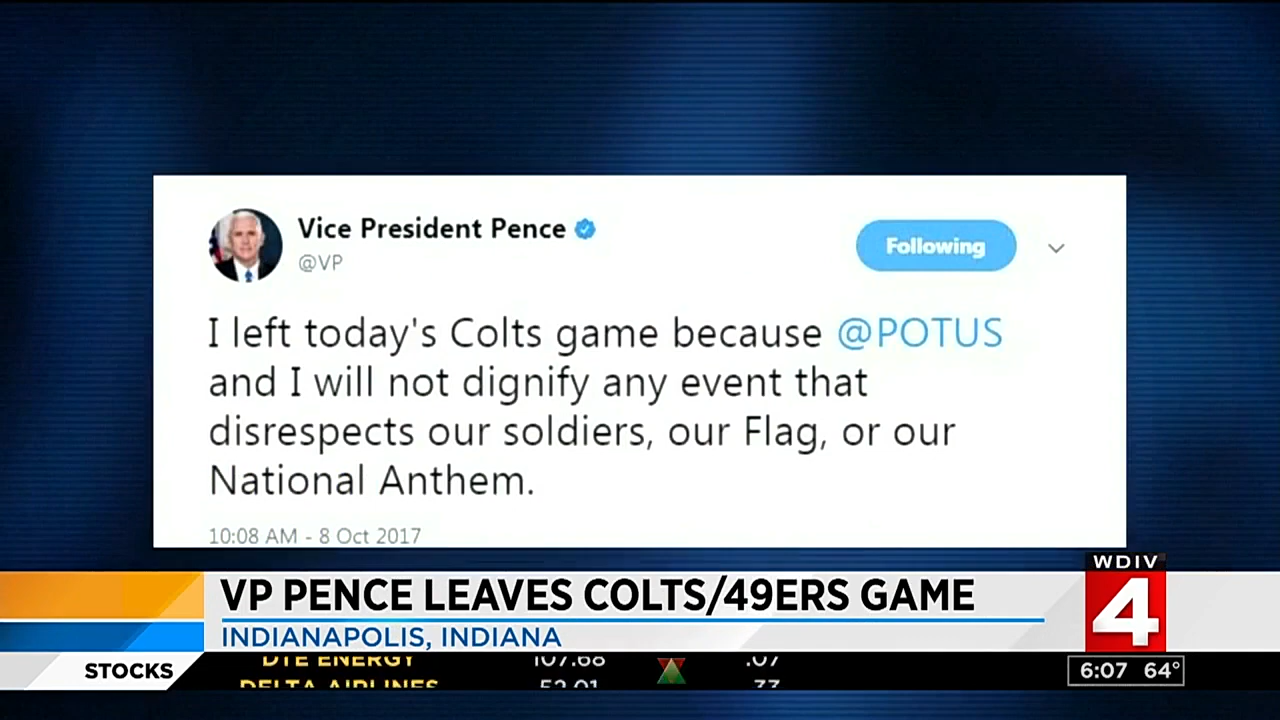 Vice President Pence
@VP
Following
I left today's Colts game because @POTUS
and I will not dignify any event that
disrespects our soldiers, our Flag, or our
National Anthem.
10:08 AM - 8 Oct 2017
WDIV
4
VP PENCE LEAVES COLTS/49ERS GAME
INDIANAPOLIS, INDIANA
STOCKS
DTE ENERGY 107.68 .07
DELTA AIRLINES
6:07 64°